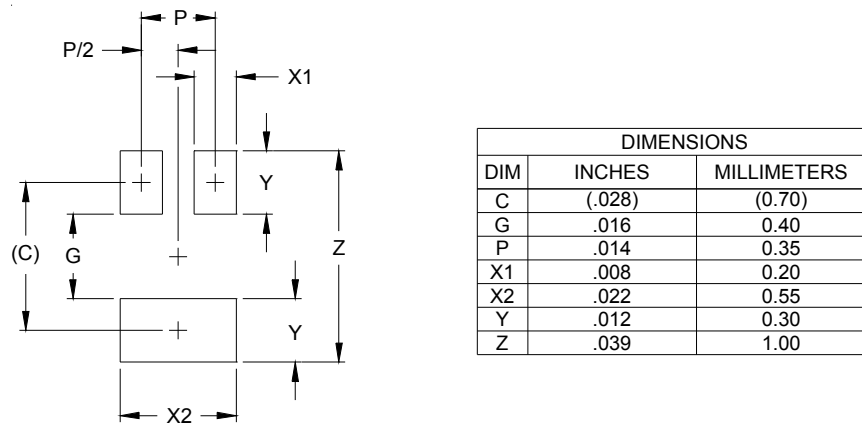 P
P/2
X1
Y
(C)
G
Z
Y
X2
DIMENSIONS
DIM INCHES MILLIMETERS
C (.028) (0.70)
G .016 0.40
P .014 0.35
X1 .008 0.20
X2 .022 0.55
Y .012 0.30
Z .039 1.00